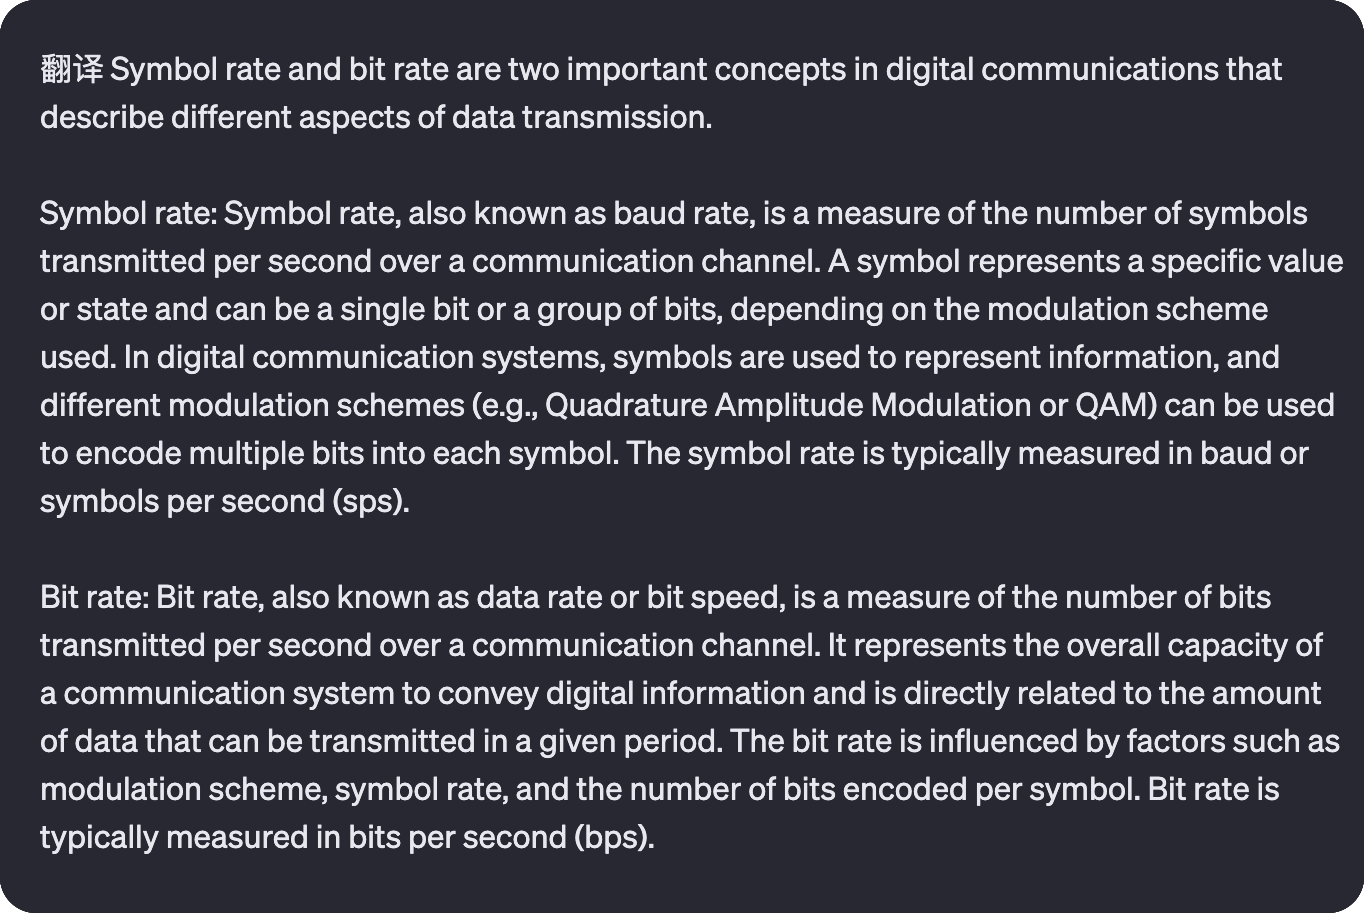 翻译 Symbol rate and bit rate are two important concepts in digital communications that
describe different aspects of data transmission.
Symbol rate: Symbol rate, also known as baud rate, is a measure of the number of symbols
transmitted per second over a communication channel. A symbol represents a specific value
or state and can be a single bit or a group of bits, depending on the modulation scheme
used. In digital communication systems, symbols are used to represent information, and
different modulation schemes (e.g., Quadrature Amplitude Modulation or QAM) can be used
to encode multiple bits into each symbol. The symbol rate is typically measured in baud or
symbols per second (sps).
Bit rate: Bit rate, also known as data rate or bit speed, is a measure of the number of bits
transmitted per second over a communication channel. It represents the overall capacity of
a communication system to convey digital information and is directly related to the amount
of data that can be transmitted in a given period. The bit rate is influenced by factors such as
modulation scheme, symbol rate, and the number of bits encoded per symbol. Bit rate is
typically measured in bits per second (bps).